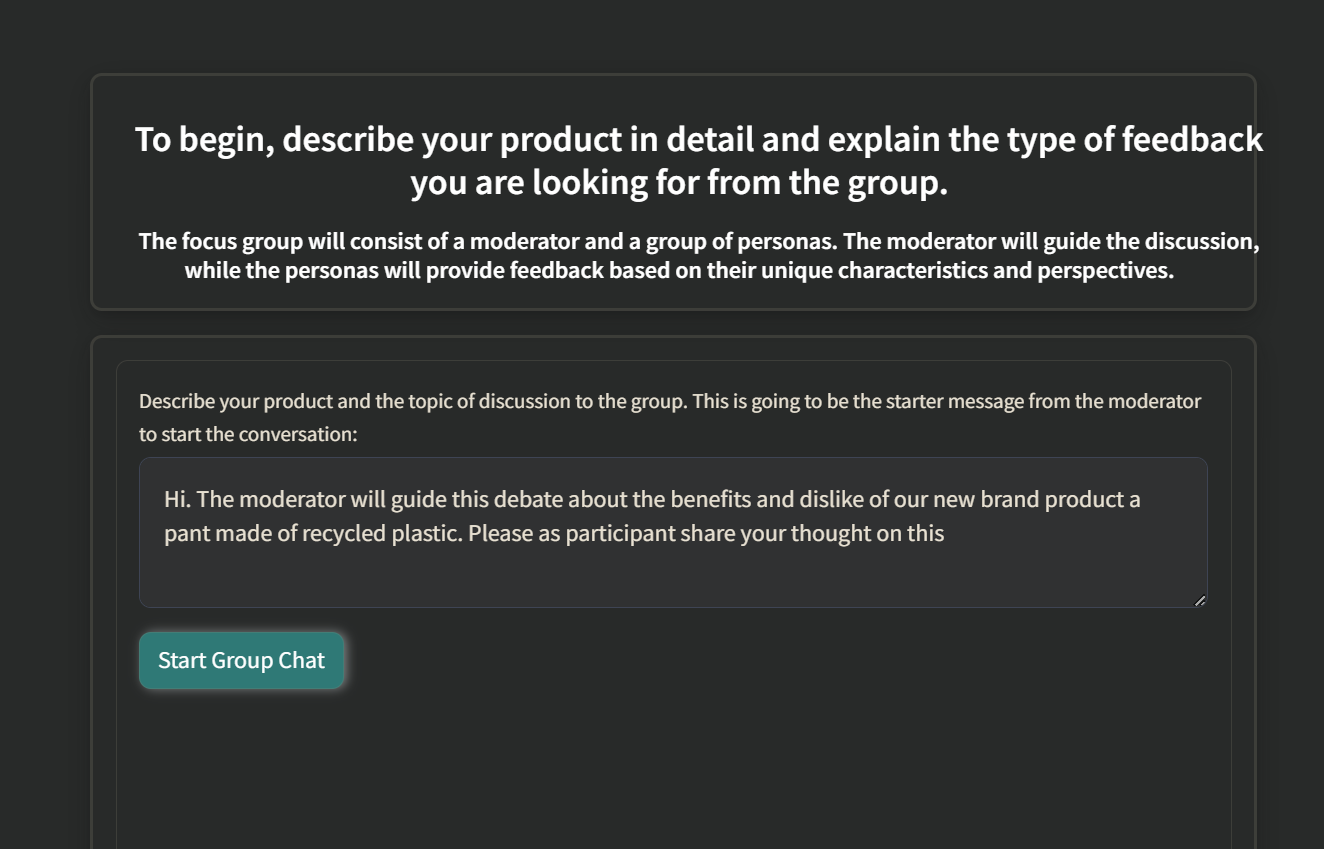 To begin, describe your product in detail and explain the type of feedback
you are looking for from the group.
The focus group will consist of a moderator and a group of personas. The moderator will guide the discussion,
while the personas will provide feedback based on their unique characteristics and perspectives.
Describe your product and the topic of discussion to the group. This is going to be the starter message from the moderator
to start the conversation:
Hi. The moderator will guide this debate about the benefits and dislike of our new brand product a
pant made of recycled plastic. Please as participant share your thought on this
Start Group Chat